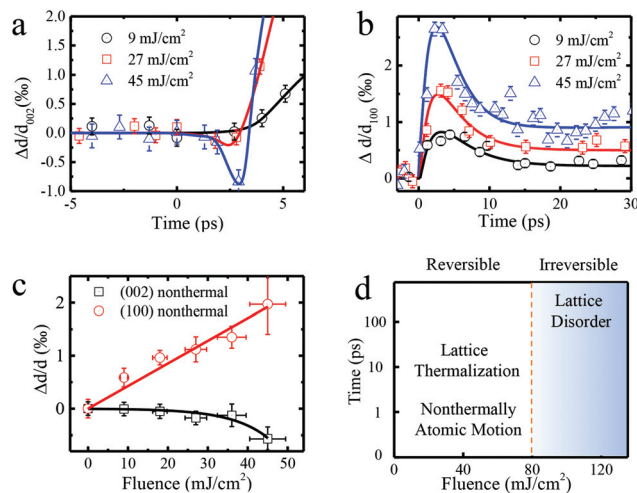 a
9 mJ/cm²
27 mJ/cm²
45 mJ/cm²
Δd/d₀₀₂(‰)
2.0
1.5
1.0
0.5
0.0
-0.5
-1.0
-5
0
5
Time (ps)
b
9 mJ/cm²
27 mJ/cm²
45 mJ/cm²
Δ d/d₁₀₀ (‰)
3
2
1
0
0
10
20
30
Time (ps)
c
(002) nonthermal
(100) nonthermal
Δd/d (‰)
2
1
0
0
10
20
30
40
50
Fluence (mJ/cm²)
d
Reversible
Irreversible
Lattice
Disorder
Lattice
Thermalization
Nonthermally
Atomic Motion
Time (ps)
500
10
1
0
0
40
80
120
Fluence (mJ/cm²)